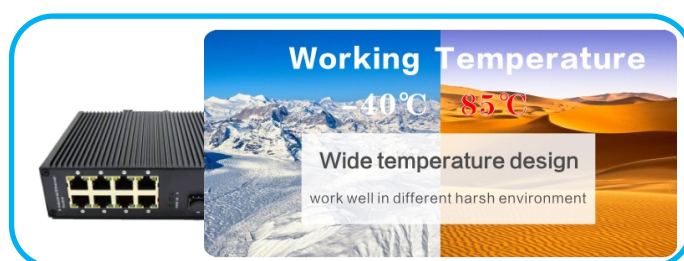 Working Temperature
40℃ 85℃
Wide temperature design
work well in different harsh environment